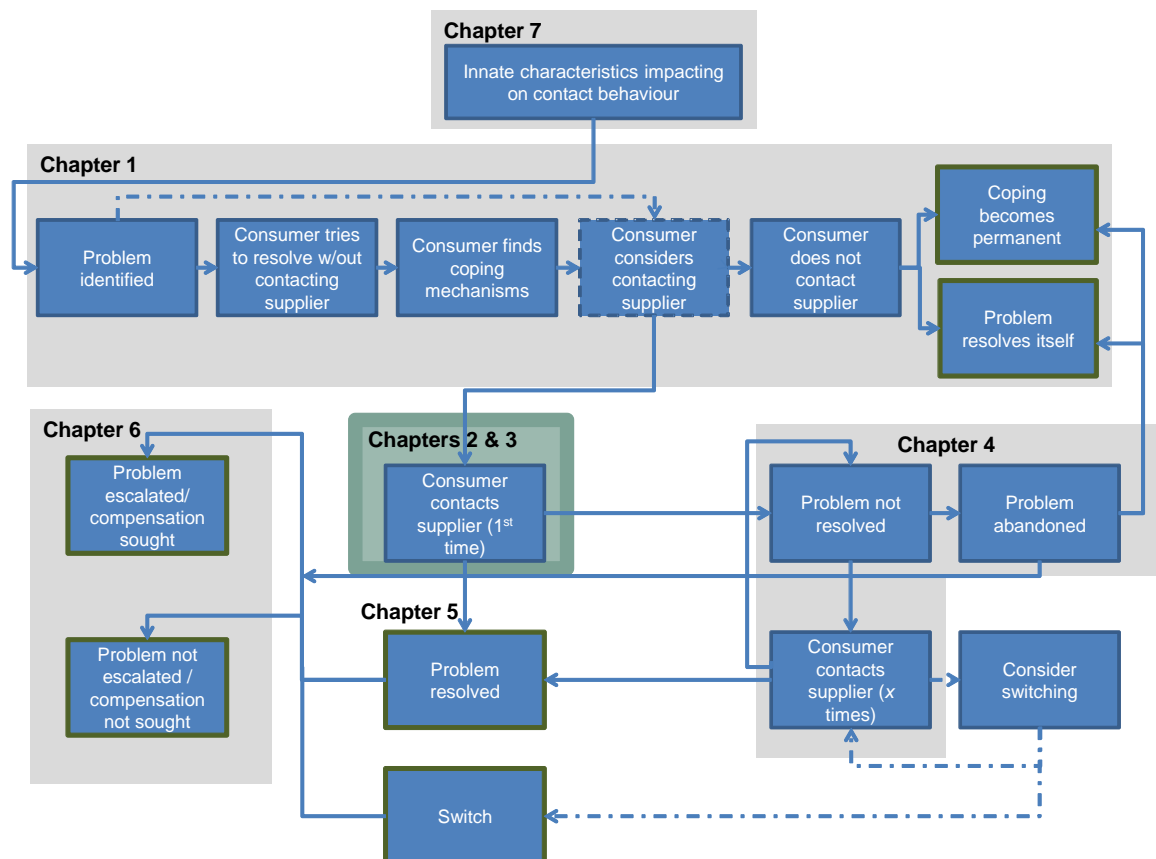 Chapter 7
Innate characteristics impacting
on contact behaviour
Chapter 1
Problem
identified
Consumer tries
to resolve w/out
contacting
supplier
Consumer finds
coping
mechanisms
Consumer
considers
contacting
supplier
Consumer
does not
contact
supplier
Coping
becomes
permanent
Problem
resolves itself
Chapter 6
Problem
escalated/
compensation
sought
Problem not
escalated /
compensation
not sought
Chapters 2 & 3
Consumer
contacts
supplier (1st
time)
Chapter 4
Problem not
resolved
Problem
abandoned
Chapter 5
Problem
resolved
Consumer
contacts
supplier (x
times)
Consider
switching
Switch